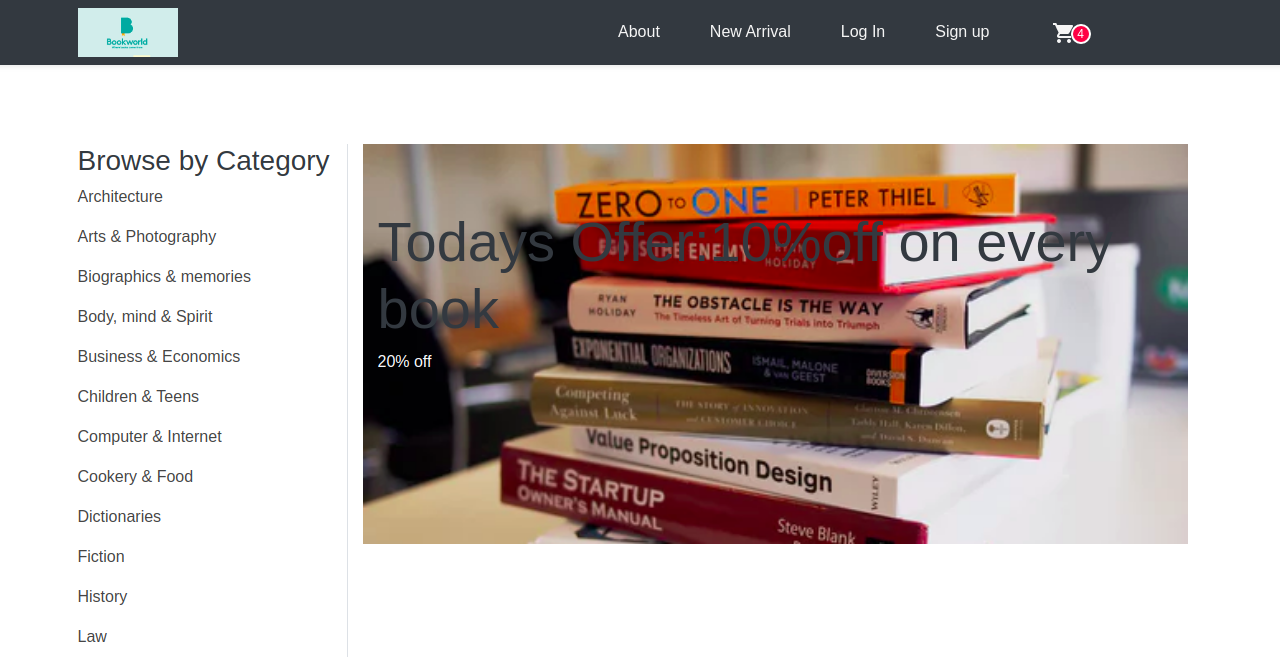 Bookworld
About
New Arrival
Log In
Sign up
4
Browse by Category
Architecture
Arts & Photography
Biographics & memories
Body, mind & Spirit
Business & Economics
Children & Teens
Computer & Internet
Cookery & Food
Dictionaries
Fiction
History
Law
ZERO TO ONE | PETER THIEL
Todays Offer:10%off on every
book
20% off
EGO IS THE ENEMY
RYAN
HOLIDAY
RYAN
HOLIDAY
THE OBSTACLE IS THE WAY
The Timeless Art of Turning Trials into Triumph
EXPONENTIAL ORGANIZATIONS
ISMAIL, MALONE
& VAN GEEST
DIVERSION
BOOKS
Competing
Against Luck
THE STORY of INNOVATION
and CUSTOMER CHOICE
Clayton M. Christensen
Taddy Hall, Karen Dillon,
and David S. Duncan
Value Proposition Design
WILEY
THE STARTUP
OWNER'S MANUAL
Steve Blank